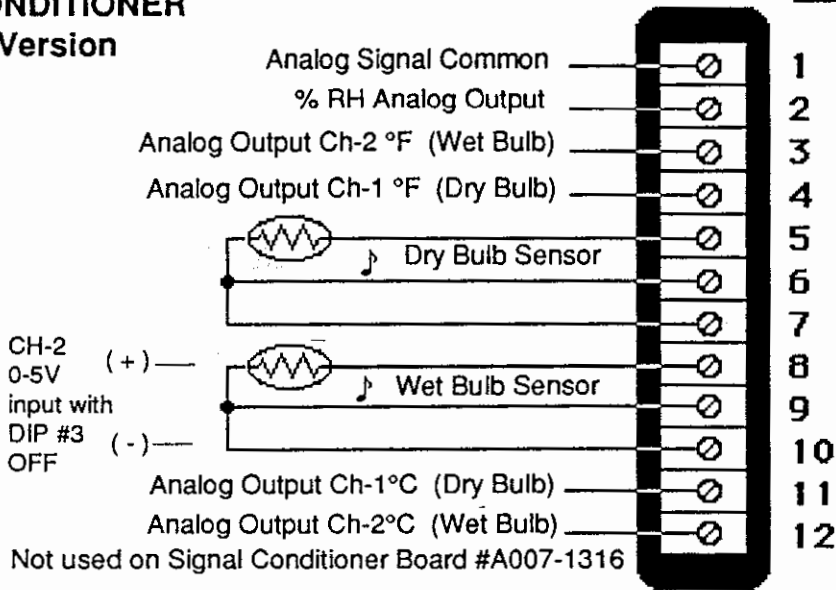 ONDITIONER
Version
Analog Signal Common 1
% RH Analog Output 2
Analog Output Ch-2 °F (Wet Bulb) 3
Analog Output Ch-1 °F (Dry Bulb) 4
5
Dry Bulb Sensor
6
7
CH-2
0-5V
input with
DIP #3
OFF
(+)
(-)
8
Wet Bulb Sensor
9
10
Analog Output Ch-1°C (Dry Bulb) 11
Analog Output Ch-2°C (Wet Bulb) 12
Not used on Signal Conditioner Board #A007-1316